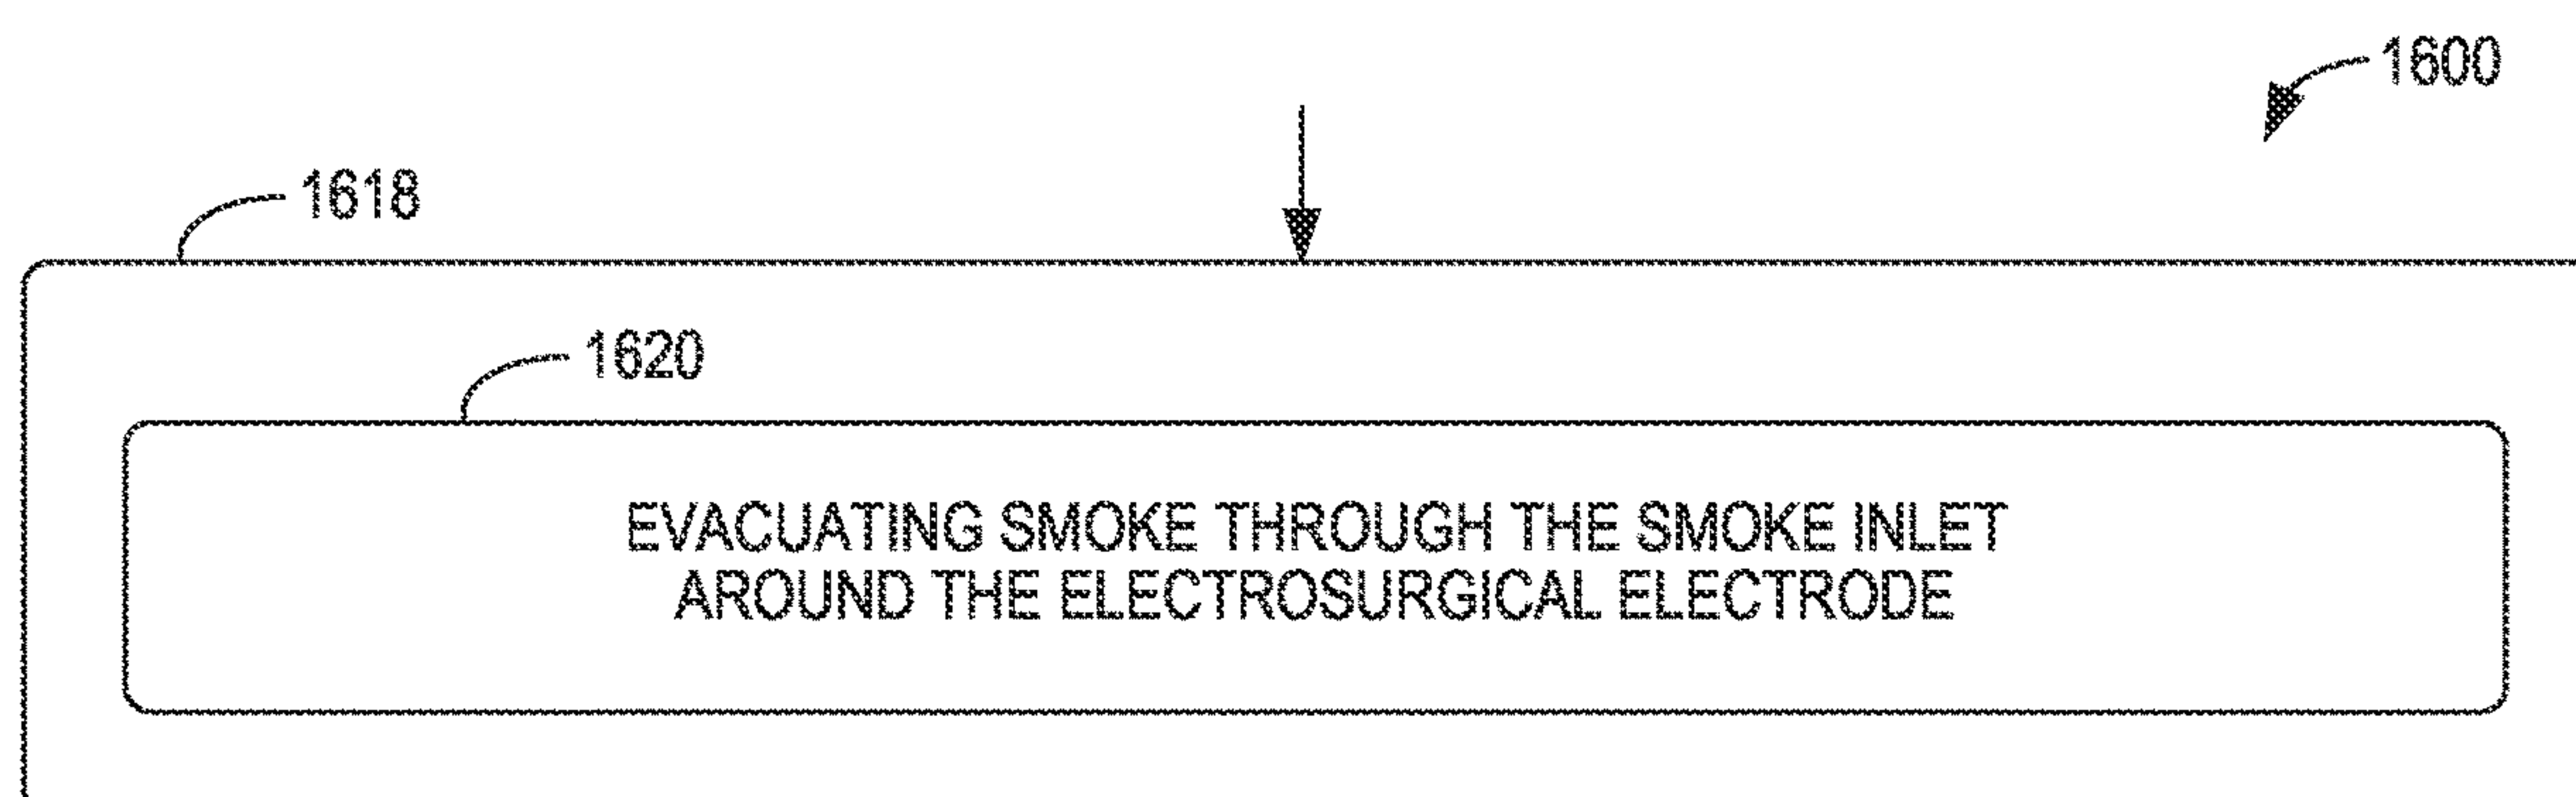 1600
1618
1620
EVACUATING SMOKE THROUGH THE SMOKE INLET
AROUND THE ELECTROSURGICAL ELECTRODE